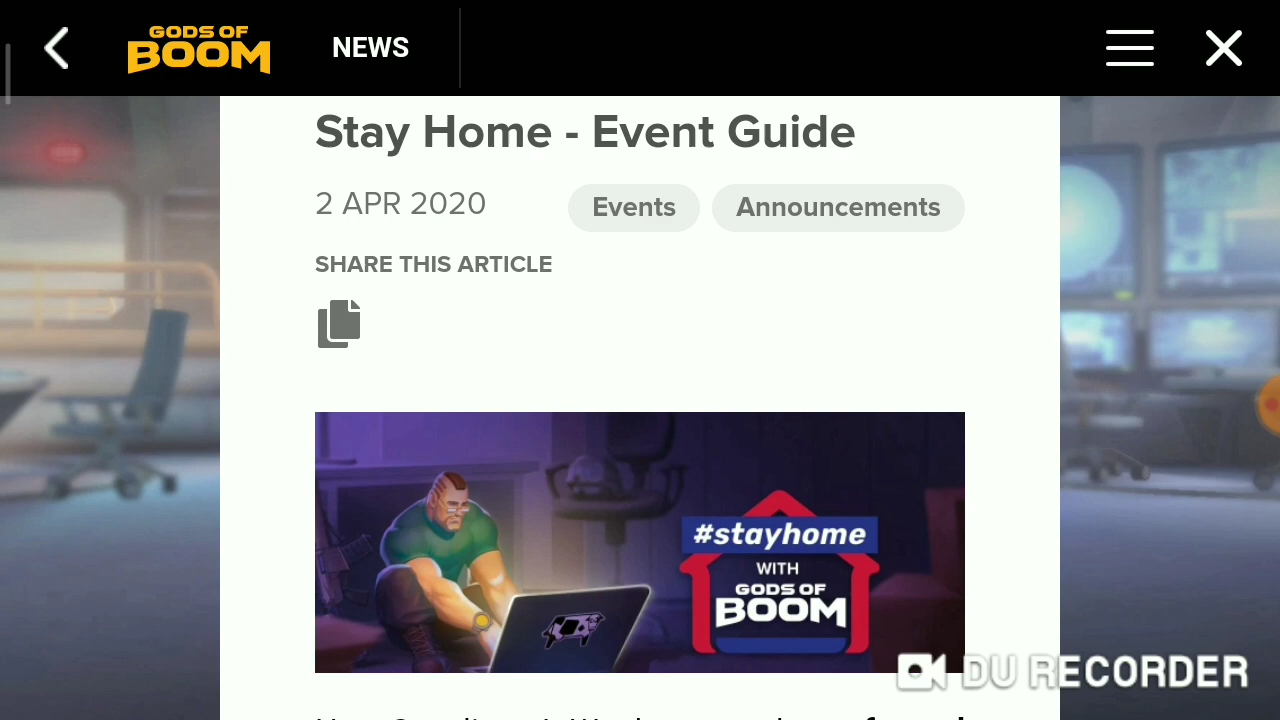 GODS OF
BOOM
NEWS
Stay Home - Event Guide
2 APR 2020
Events
Announcements
SHARE THIS ARTICLE
#stayhome
WITH
GODS OF
BOOM
DU RECORDER